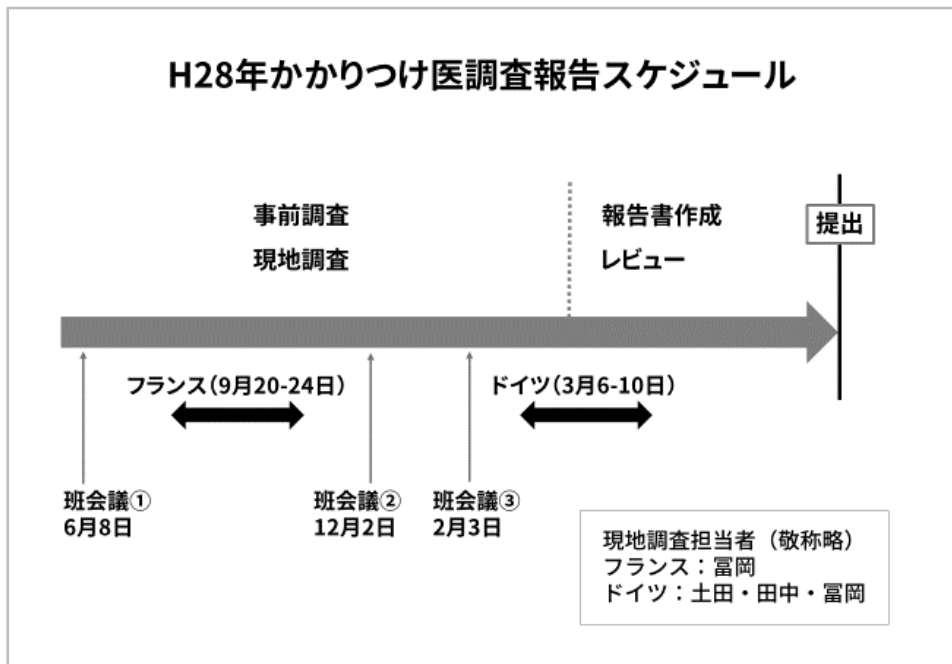 H28年かかりつけ医調査報告スケジュール
事前調査
現地調査
報告書作成
レビュー
提出
フランス（9月20-24日）
ドイツ（3月6-10日）
班会議①
6月8日
班会議②
12月2日
班会議③
2月3日
現地調査担当者（敬称略）
フランス：冨岡
ドイツ：土田・田中・冨岡